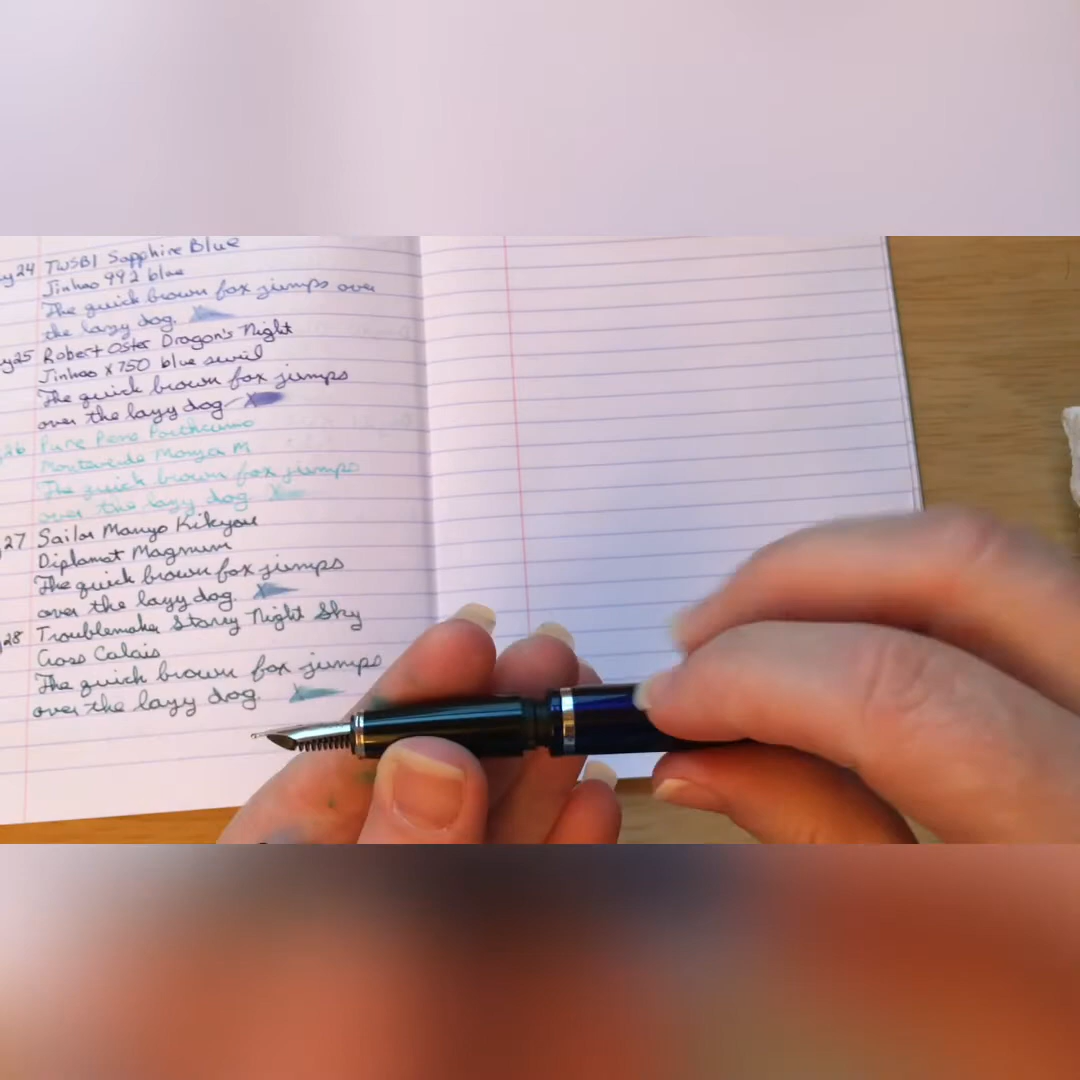 y24 TWSBI Sapphire Blue
Jinhao 992 blue
The quick brown fox jumps over
the lazy dog.
y25 Robert Oster Dragon's Night
Jinhao X750 blue swirl
The quick brown fox jumps
over the lazy dog
26 Pure Pens Porthcurno
Monteverde Monza M
The quick brown fox jumps
over the lazy dog
27 Sailor Manyo Kikyou
Diplomat Magnum
The quick brown fox jumps
over the lazy dog.
y28 Troublemaker Starry Night Sky
Cross Calais
The quick brown fox jumps
over the lazy dog.